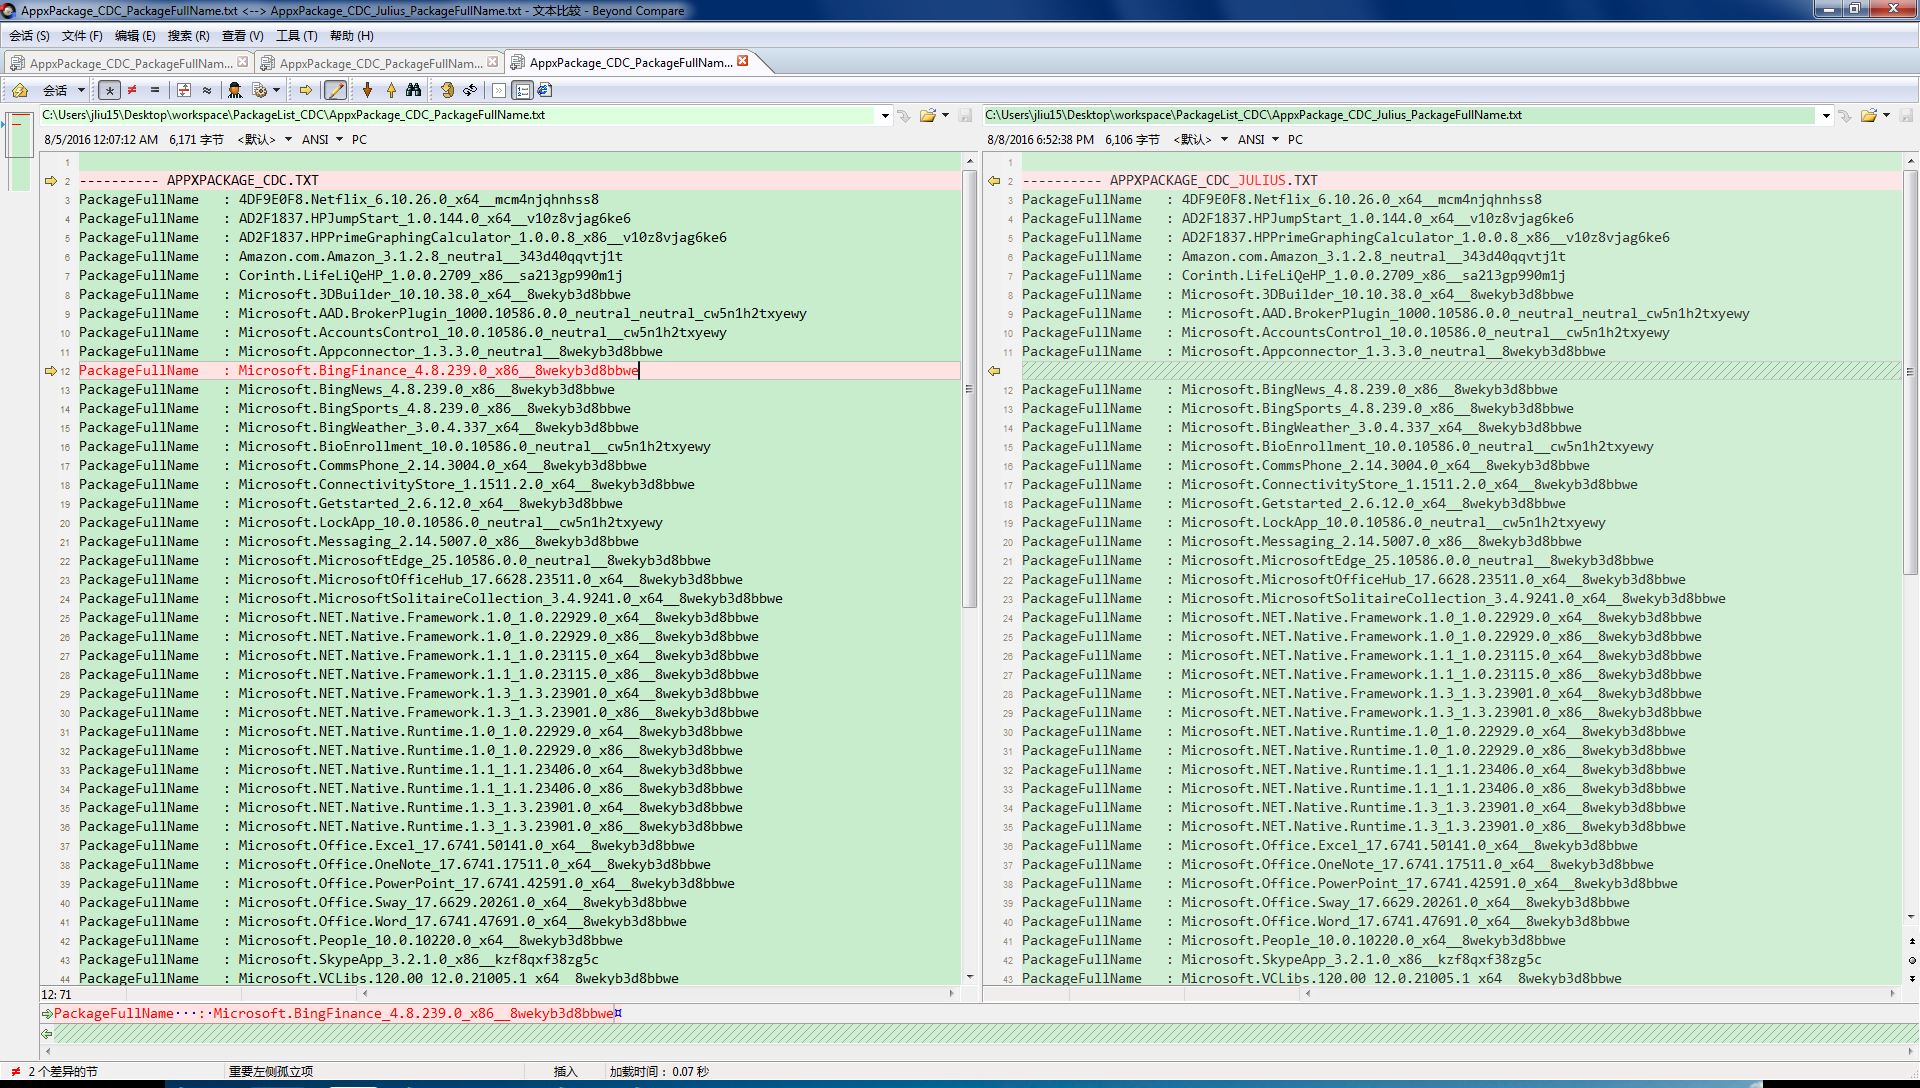 AppxPackage_CDC_PackageFullName.txt <--> AppxPackage_CDC_Julius_PackageFullName.txt - 文本比较 - Beyond Compare
会话 (S) 文件 (F) 编辑 (E) 搜索 (R) 查看 (V) 工具 (T) 帮助 (H)
AppxPackage_CDC_PackageFullNam... AppxPackage_CDC_PackageFullNam... AppxPackage_CDC_PackageFullNam...
会话
C:\Users\jliu15\Desktop\workspace\PackageList_CDC\AppxPackage_CDC_PackageFullName.txt
8/5/2016 12:07:12 AM 6,171 字节 <默认> ANSI PC
1
2 ---------- APPXPACKAGE_CDC.TXT
3 PackageFullName : 4DF9E0F8.Netflix_6.10.26.0_x64__mcm4njqhnhss8
4 PackageFullName : AD2F1837.HPJumpStart_1.0.144.0_x64__v10z8vjag6ke6
5 PackageFullName : AD2F1837.HPPrimeGraphingCalculator_1.0.0.8_x86__v10z8vjag6ke6
6 PackageFullName : Amazon.com.Amazon_3.1.2.8_neutral__343d40qqvtj1t
7 PackageFullName : Corinth.LifeLiQeHP_1.0.0.2709_x86__sa213gp990m1j
8 PackageFullName : Microsoft.3DBuilder_10.10.38.0_x64__8wekyb3d8bbwe
9 PackageFullName : Microsoft.AAD.BrokerPlugin_1000.10586.0.0_neutral_neutral_cw5n1h2txyewy
10 PackageFullName : Microsoft.AccountsControl_10.0.10586.0_neutral__cw5n1h2txyewy
11 PackageFullName : Microsoft.Appconnector_1.3.3.0_neutral__8wekyb3d8bbwe
12 PackageFullName : Microsoft.BingFinance_4.8.239.0_x86__8wekyb3d8bbwe
13 PackageFullName : Microsoft.BingNews_4.8.239.0_x86__8wekyb3d8bbwe
14 PackageFullName : Microsoft.BingSports_4.8.239.0_x86__8wekyb3d8bbwe
15 PackageFullName : Microsoft.BingWeather_3.0.4.337_x86__8wekyb3d8bbwe
16 PackageFullName : Microsoft.BioEnrollment_10.0.10586.0_neutral__cw5n1h2txyewy
17 PackageFullName : Microsoft.CommsPhone_2.14.3004.0_x64__8wekyb3d8bbwe
18 PackageFullName : Microsoft.ConnectivityStore_1.1511.2.0_x64__8wekyb3d8bbwe
19 PackageFullName : Microsoft.Getstarted_2.6.12.0_x64__8wekyb3d8bbwe
20 PackageFullName : Microsoft.LockApp_10.0.10586.0_neutral__cw5n1h2txyewy
21 PackageFullName : Microsoft.Messaging_2.14.5007.0_x86__8wekyb3d8bbwe
22 PackageFullName : Microsoft.MicrosoftEdge_25.10586.0.0_neutral__8wekyb3d8bbwe
23 PackageFullName : Microsoft.MicrosoftOfficeHub_17.6628.23511.0_x64__8wekyb3d8bbwe
24 PackageFullName : Microsoft.MicrosoftSolitaireCollection_3.4.9241.0_x64__8wekyb3d8bbwe
25 PackageFullName : Microsoft.NET.Native.Framework.1.0_1.0.22929.0_x64__8wekyb3d8bbwe
26 PackageFullName : Microsoft.NET.Native.Framework.1.0_1.0.22929.0_x86__8wekyb3d8bbwe
27 PackageFullName : Microsoft.NET.Native.Framework.1.1_1.0.23115.0_x64__8wekyb3d8bbwe
28 PackageFullName : Microsoft.NET.Native.Framework.1.1_1.0.23115.0_x86__8wekyb3d8bbwe
29 PackageFullName : Microsoft.NET.Native.Framework.1.3_1.3.23901.0_x64__8wekyb3d8bbwe
30 PackageFullName : Microsoft.NET.Native.Framework.1.3_1.3.23901.0_x86__8wekyb3d8bbwe
31 PackageFullName : Microsoft.NET.Native.Runtime.1.0_1.0.22929.0_x64__8wekyb3d8bbwe
32 PackageFullName : Microsoft.NET.Native.Runtime.1.0_1.0.22929.0_x86__8wekyb3d8bbwe
33 PackageFullName : Microsoft.NET.Native.Runtime.1.1_1.1.23406.0_x64__8wekyb3d8bbwe
34 PackageFullName : Microsoft.NET.Native.Runtime.1.1_1.1.23406.0_x86__8wekyb3d8bbwe
35 PackageFullName : Microsoft.NET.Native.Runtime.1.3_1.3.23901.0_x64__8wekyb3d8bbwe
36 PackageFullName : Microsoft.NET.Native.Runtime.1.3_1.3.23901.0_x86__8wekyb3d8bbwe
37 PackageFullName : Microsoft.Office.Excel_17.6741.50141.0_x64__8wekyb3d8bbwe
38 PackageFullName : Microsoft.Office.OneNote_17.6741.17511.0_x64__8wekyb3d8bbwe
39 PackageFullName : Microsoft.Office.PowerPoint_17.6741.42591.0_x64__8wekyb3d8bbwe
40 PackageFullName : Microsoft.Office.Sway_17.6629.20261.0_x64__8wekyb3d8bbwe
41 PackageFullName : Microsoft.Office.Word_17.6741.47691.0_x64__8wekyb3d8bbwe
42 PackageFullName : Microsoft.People_10.0.10220.0_x64__8wekyb3d8bbwe
43 PackageFullName : Microsoft.SkypeApp_3.2.1.0_x86__kzf8qxf38zg5c
44 PackageFullName : Microsoft.VCLibs.120.00_12.0.21005.1_x64__8wekyb3d8bbwe
12: 71
C:\Users\jliu15\Desktop\workspace\PackageList_CDC\AppxPackage_CDC_Julius_PackageFullName.txt
8/8/2016 6:52:38 PM 6,106 字节 <默认> ANSI PC
1
2 ---------- APPXPACKAGE_CDC_JULIUS.TXT
3 PackageFullName : 4DF9E0F8.Netflix_6.10.26.0_x64__mcm4njqhnhss8
4 PackageFullName : AD2F1837.HPJumpStart_1.0.144.0_x64__v10z8vjag6ke6
5 PackageFullName : AD2F1837.HPPrimeGraphingCalculator_1.0.0.8_x86__v10z8vjag6ke6
6 PackageFullName : Amazon.com.Amazon_3.1.2.8_neutral__343d40qqvtj1t
7 PackageFullName : Corinth.LifeLiQeHP_1.0.0.2709_x86__sa213gp990m1j
8 PackageFullName : Microsoft.3DBuilder_10.10.38.0_x64__8wekyb3d8bbwe
9 PackageFullName : Microsoft.AAD.BrokerPlugin_1000.10586.0.0_neutral_neutral_cw5n1h2txyewy
10 PackageFullName : Microsoft.AccountsControl_10.0.10586.0_neutral__cw5n1h2txyewy
11 PackageFullName : Microsoft.Appconnector_1.3.3.0_neutral__8wekyb3d8bbwe
12 PackageFullName : Microsoft.BingNews_4.8.239.0_x86__8wekyb3d8bbwe
13 PackageFullName : Microsoft.BingSports_4.8.239.0_x86__8wekyb3d8bbwe
14 PackageFullName : Microsoft.BingWeather_3.0.4.337_x86__8wekyb3d8bbwe
15 PackageFullName : Microsoft.BioEnrollment_10.0.10586.0_neutral__cw5n1h2txyewy
16 PackageFullName : Microsoft.CommsPhone_2.14.3004.0_x64__8wekyb3d8bbwe
17 PackageFullName : Microsoft.ConnectivityStore_1.1511.2.0_x64__8wekyb3d8bbwe
18 PackageFullName : Microsoft.Getstarted_2.6.12.0_x64__8wekyb3d8bbwe
19 PackageFullName : Microsoft.LockApp_10.0.10586.0_neutral__cw5n1h2txyewy
20 PackageFullName : Microsoft.Messaging_2.14.5007.0_x86__8wekyb3d8bbwe
21 PackageFullName : Microsoft.MicrosoftEdge_25.10586.0.0_neutral__8wekyb3d8bbwe
22 PackageFullName : Microsoft.MicrosoftOfficeHub_17.6628.23511.0_x64__8wekyb3d8bbwe
23 PackageFullName : Microsoft.MicrosoftSolitaireCollection_3.4.9241.0_x64__8wekyb3d8bbwe
24 PackageFullName : Microsoft.NET.Native.Framework.1.0_1.0.22929.0_x64__8wekyb3d8bbwe
25 PackageFullName : Microsoft.NET.Native.Framework.1.0_1.0.22929.0_x86__8wekyb3d8bbwe
26 PackageFullName : Microsoft.NET.Native.Framework.1.1_1.0.23115.0_x64__8wekyb3d8bbwe
27 PackageFullName : Microsoft.NET.Native.Framework.1.1_1.0.23115.0_x86__8wekyb3d8bbwe
28 PackageFullName : Microsoft.NET.Native.Framework.1.3_1.3.23901.0_x64__8wekyb3d8bbwe
29 PackageFullName : Microsoft.NET.Native.Framework.1.3_1.3.23901.0_x86__8wekyb3d8bbwe
30 PackageFullName : Microsoft.NET.Native.Runtime.1.0_1.0.22929.0_x64__8wekyb3d8bbwe
31 PackageFullName : Microsoft.NET.Native.Runtime.1.0_1.0.22929.0_x86__8wekyb3d8bbwe
32 PackageFullName : Microsoft.NET.Native.Runtime.1.1_1.1.23406.0_x64__8wekyb3d8bbwe
33 PackageFullName : Microsoft.NET.Native.Runtime.1.1_1.1.23406.0_x86__8wekyb3d8bbwe
34 PackageFullName : Microsoft.NET.Native.Runtime.1.3_1.3.23901.0_x64__8wekyb3d8bbwe
35 PackageFullName : Microsoft.NET.Native.Runtime.1.3_1.3.23901.0_x86__8wekyb3d8bbwe
36 PackageFullName : Microsoft.Office.Excel_17.6741.50141.0_x64__8wekyb3d8bbwe
37 PackageFullName : Microsoft.Office.OneNote_17.6741.17511.0_x64__8wekyb3d8bbwe
38 PackageFullName : Microsoft.Office.PowerPoint_17.6741.42591.0_x64__8wekyb3d8bbwe
39 PackageFullName : Microsoft.Office.Sway_17.6629.20261.0_x64__8wekyb3d8bbwe
40 PackageFullName : Microsoft.Office.Word_17.6741.47691.0_x64__8wekyb3d8bbwe
41 PackageFullName : Microsoft.People_10.0.10220.0_x64__8wekyb3d8bbwe
42 PackageFullName : Microsoft.SkypeApp_3.2.1.0_x86__kzf8qxf38zg5c
43 PackageFullName : Microsoft.VCLibs.120.00_12.0.21005.1_x64__8wekyb3d8bbwe
PackageFullName···:·Microsoft.BingFinance_4.8.239.0_x86__8wekyb3d8bbwe¤
2 个差异的节 重要左侧孤立项 插入 加载时间： 0.07 秒